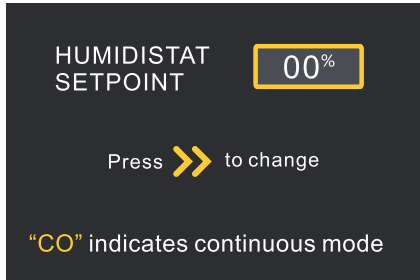 HUMIDISTAT
SETPOINT
00%
Press to change
“CO” indicates continuous mode